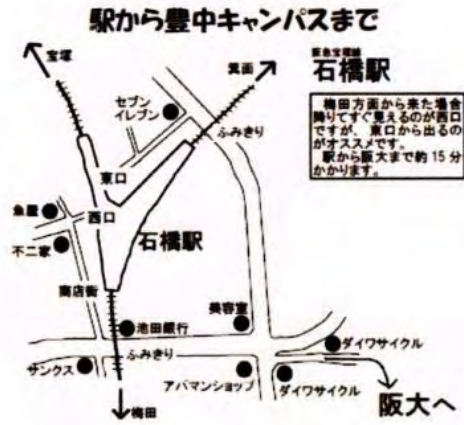 駅から豊中キャンパスまで
阪急宝塚線
石橋駅
梅田方面から来た場合
降りてすぐ見えるのが西口
ですが、東口から出るの
がオススメです。
駅から阪大まで約15分
かかります。
宝塚
箕面
セブン
イレブン
ふみきり
東口
魚屋
西口
石橋駅
不二家
商店街
池田銀行
美容室
ダイワサイクル
ふみきり
サンクス
アパマンショップ
ダイワサイクル
梅田
阪大へ